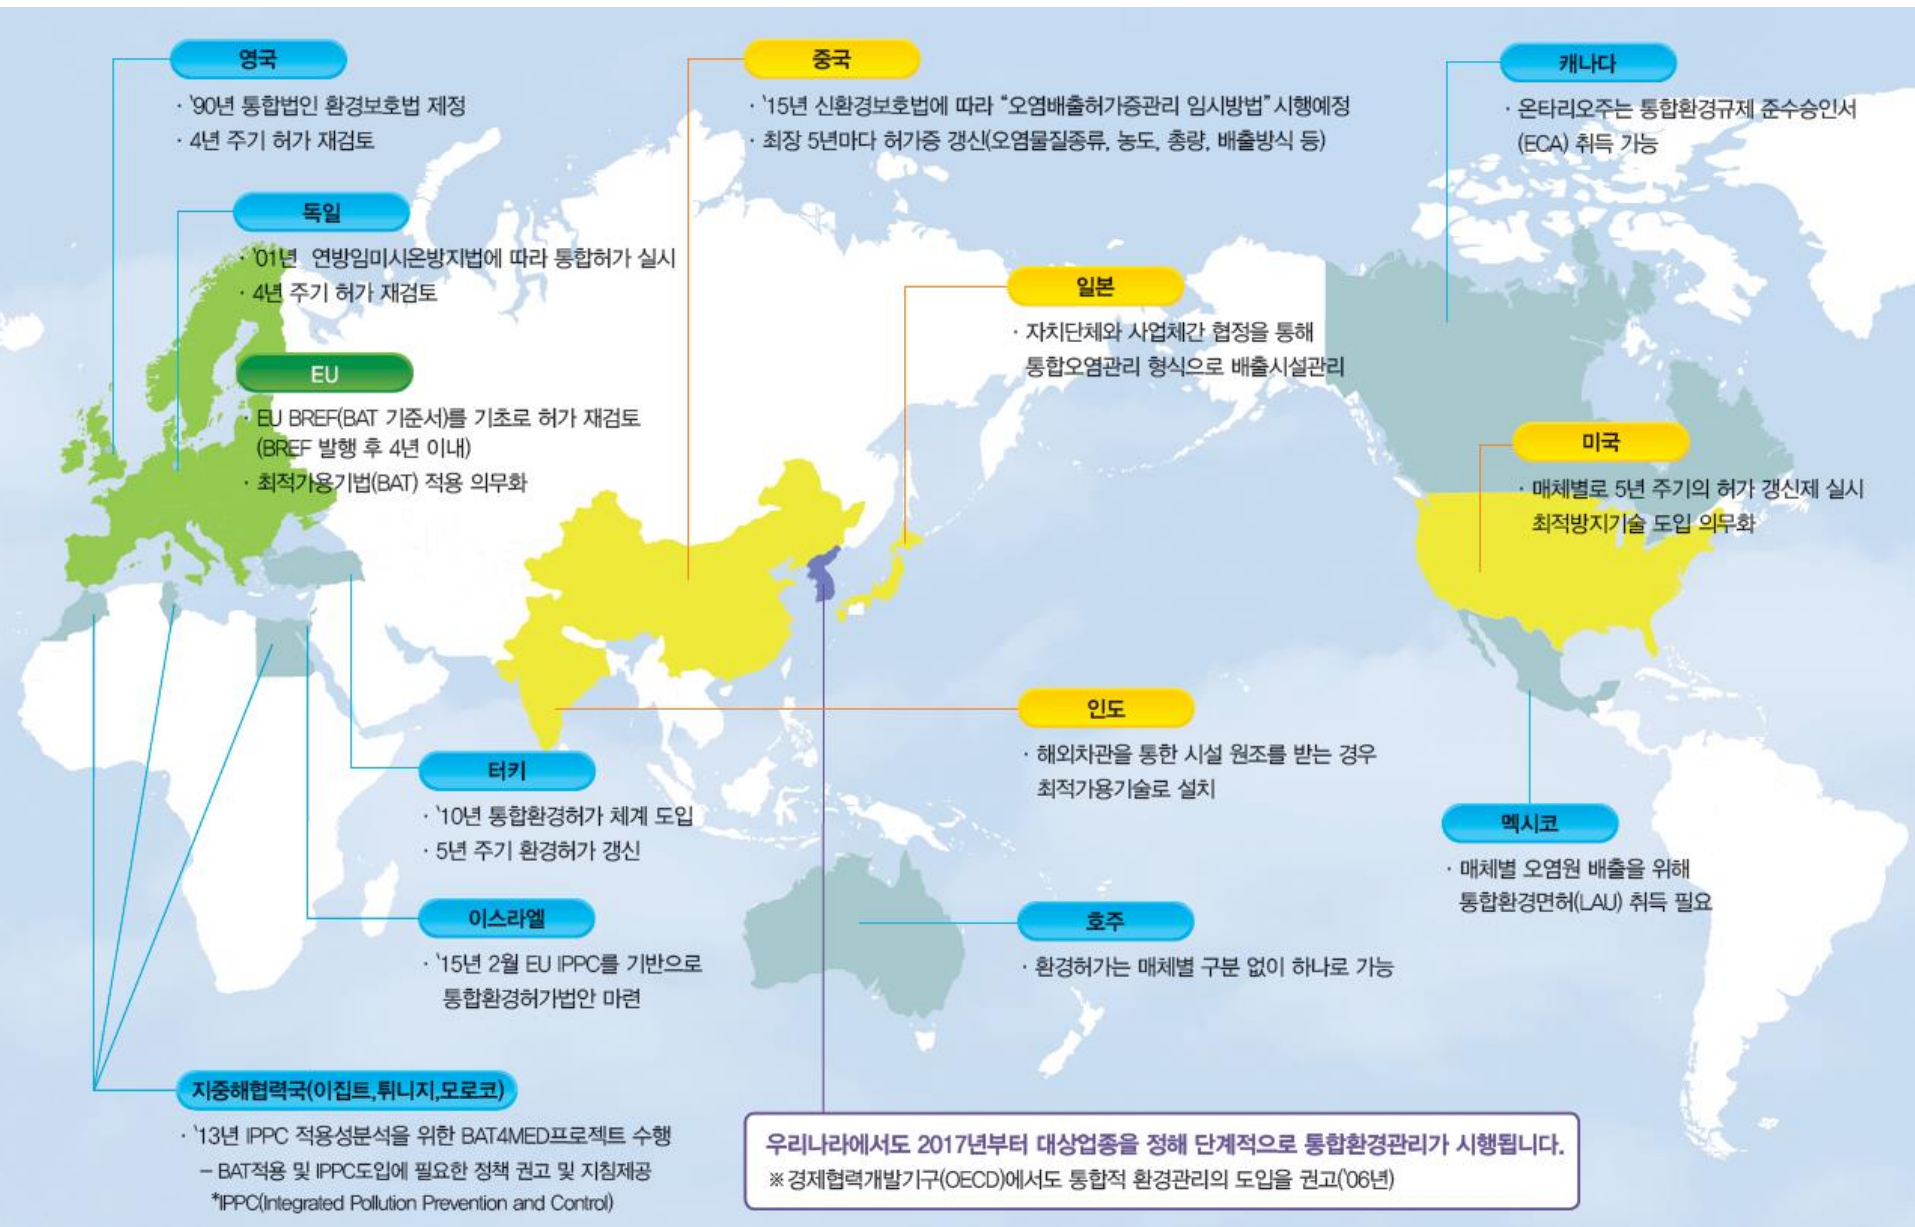 영국
· '90년 통합법인 환경보호법 제정
· 4년 주기 허가 재검토
독일
· '01년 연방임미시온방지법에 따라 통합허가 실시
· 4년 주기 허가 재검토
EU
· EU BREF(BAT 기준서)를 기초로 허가 재검토
(BREF 발행 후 4년 이내)
· 최적가용기법(BAT) 적용 의무화
중국
· '15년 신환경보호법에 따라 “오염배출허가증관리 임시방법” 시행예정
· 최장 5년마다 허가증 갱신(오염물질종류, 농도, 총량, 배출방식 등)
일본
· 자치단체와 사업체간 협정을 통해
통합오염관리 형식으로 배출시설관리
캐나다
· 온타리오주는 통합환경규제 준수승인서
(ECA) 취득 가능
미국
· 매체별로 5년 주기의 허가 갱신제 실시
최적방지기술 도입 의무화
인도
· 해외차관을 통한 시설 원조를 받는 경우
최적가용기술로 설치
멕시코
· 매체별 오염원 배출을 위해
통합환경면허(LAU) 취득 필요
터키
· '10년 통합환경허가 체계 도입
· 5년 주기 환경허가 갱신
이스라엘
· '15년 2월 EU IPPC를 기반으로
통합환경허가법안 마련
호주
· 환경허가는 매체별 구분 없이 하나로 가능
지중해협력국(이집트,튀니지,모로코)
· '13년 IPPC 적용성분석을 위한 BAT4MED프로젝트 수행
– BAT적용 및 IPPC도입에 필요한 정책 권고 및 지침제공
*IPPC(Integrated Pollution Prevention and Control)
우리나라에서도 2017년부터 대상업종을 정해 단계적으로 통합환경관리가 시행됩니다.
※ 경제협력개발기구(OECD)에서도 통합적 환경관리의 도입을 권고('06년)